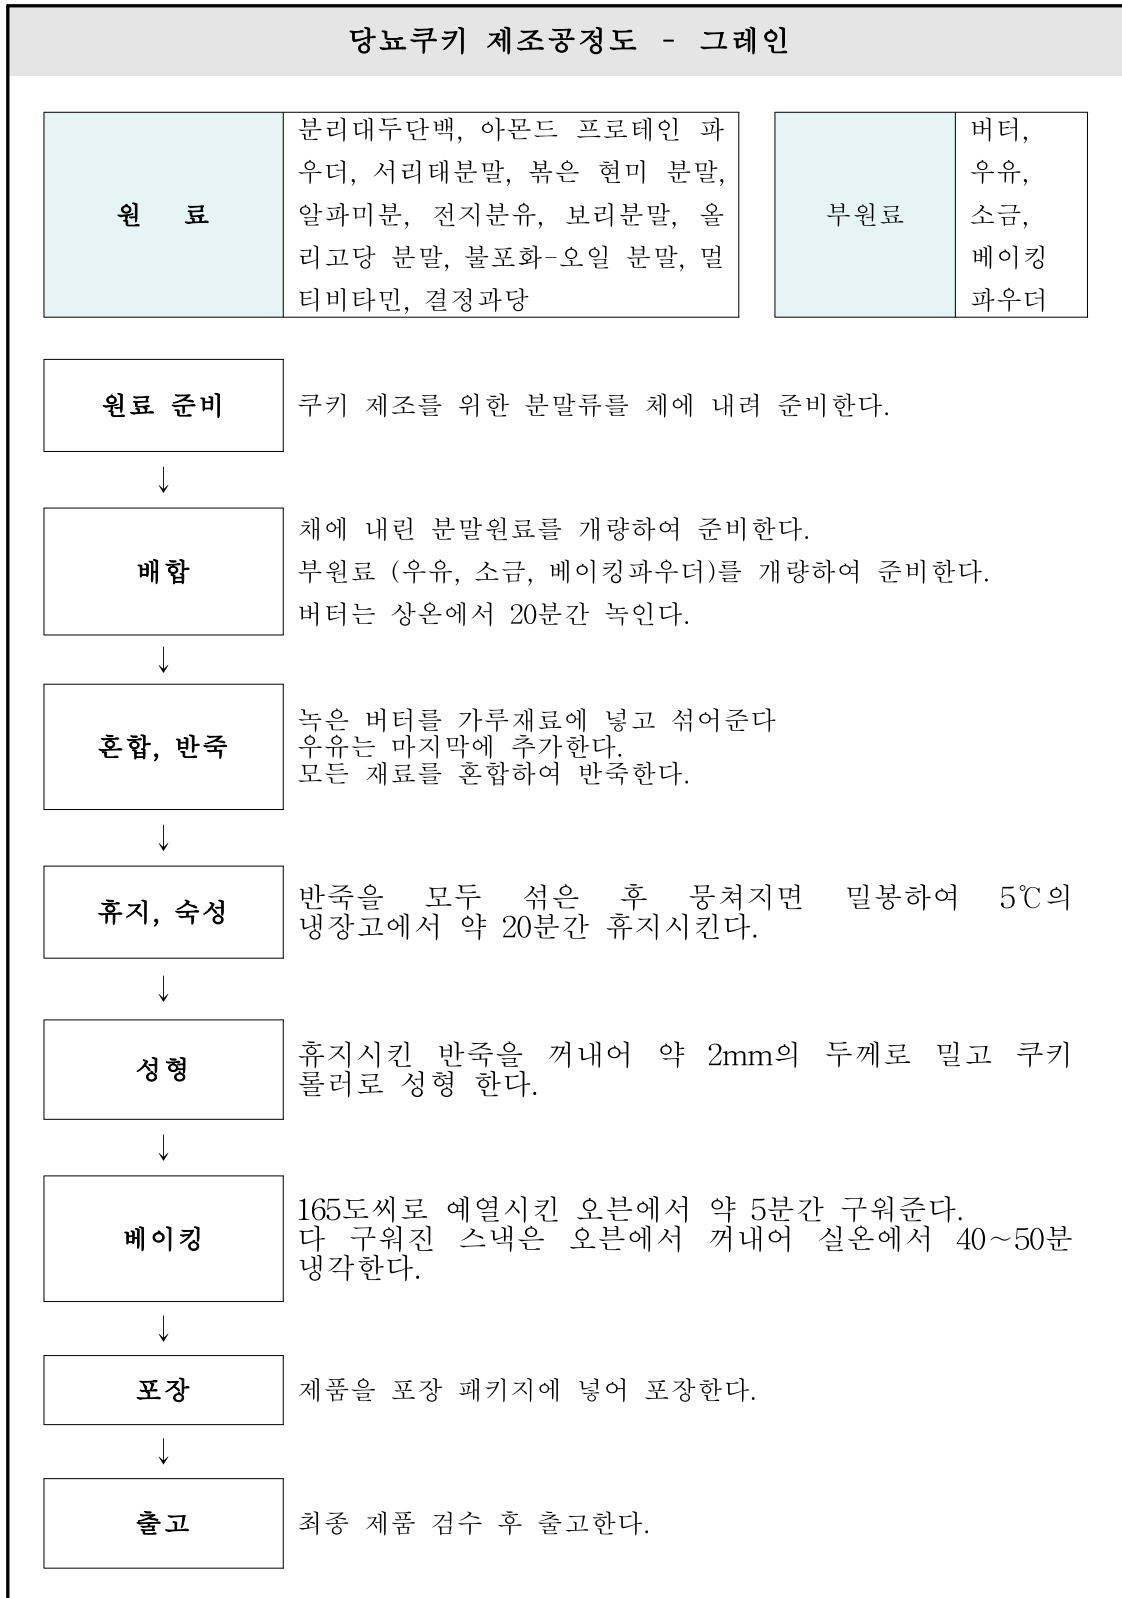 당뇨쿠키 제조공정도 - 그레인
원 료
분리대두단백, 아몬드 프로테인 파
우더, 서리태분말, 볶은 현미 분말,
알파미분, 전지분유, 보리분말, 올
리고당 분말, 불포화-오일 분말, 멀
티비타민, 결정과당
부원료
버터,
우유,
소금,
베이킹
파우더
원료 준비
쿠키 제조를 위한 분말류를 체에 내려 준비한다.
↓
배합
채에 내린 분말원료를 개량하여 준비한다.
부원료 (우유, 소금, 베이킹파우더)를 개량하여 준비한다.
버터는 상온에서 20분간 녹인다.
↓
혼합, 반죽
녹은 버터를 가루재료에 넣고 섞어준다
우유는 마지막에 추가한다.
모든 재료를 혼합하여 반죽한다.
↓
휴지, 숙성
반죽을 모두 섞은 후 뭉쳐지면 밀봉하여 5℃의
냉장고에서 약 20분간 휴지시킨다.
↓
성형
휴지시킨 반죽을 꺼내어 약 2mm의 두께로 밀고 쿠키
롤러로 성형 한다.
↓
베이킹
165도씨로 예열시킨 오븐에서 약 5분간 구워준다.
다 구워진 스낵은 오븐에서 꺼내어 실온에서 40~50분
냉각한다.
↓
포장
제품을 포장 패키지에 넣어 포장한다.
↓
출고
최종 제품 검수 후 출고한다.